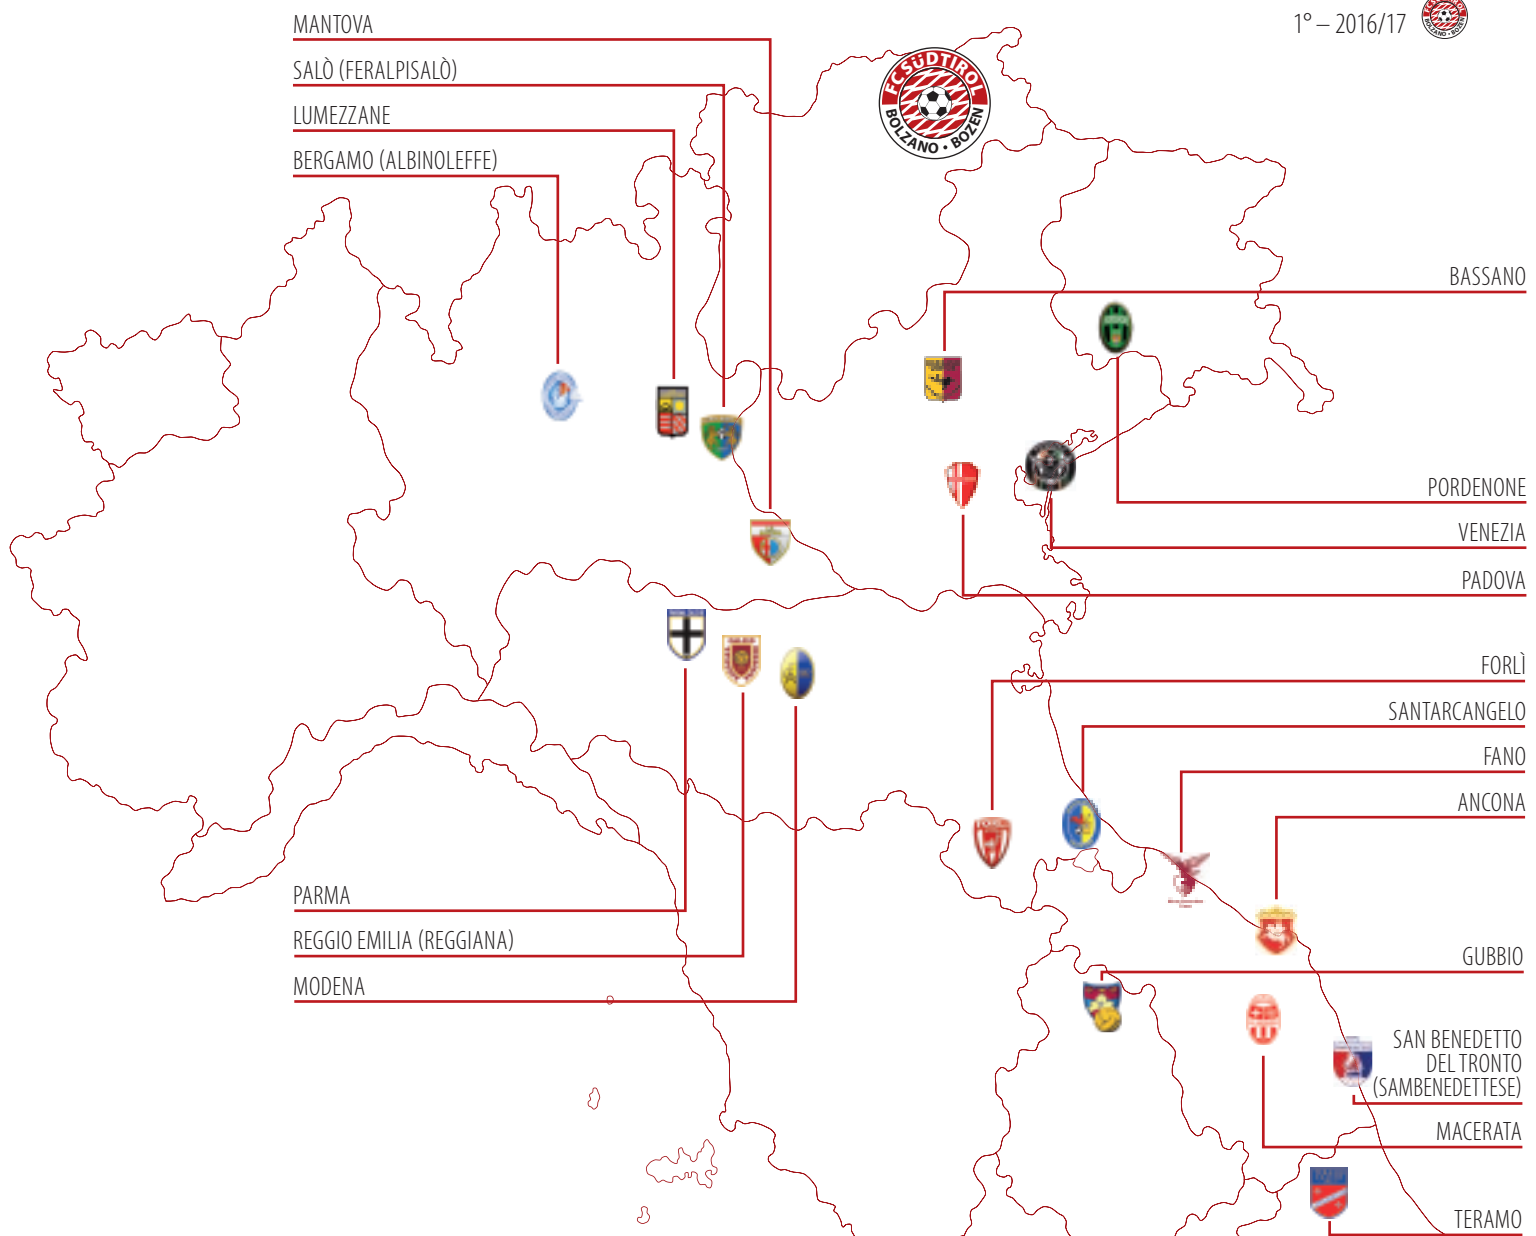 1° – 2016/17
MANTOVA
SALÒ (FERALPISALÒ)
LUMEZZANE
BERGAMO (ALBINOLEFFE)
FC SÜDTIROL
BOLZANO · BOZEN
BASSANO
PORDENONE
VENEZIA
PADOVA
FORLÌ
SANTARCANGELO
FANO
ANCONA
PARMA
REGGIO EMILIA (REGGIANA)
MODENA
GUBBIO
SAN BENEDETTO
DEL TRONTO
(SAMBENEDETTESE)
MACERATA
TERAMO